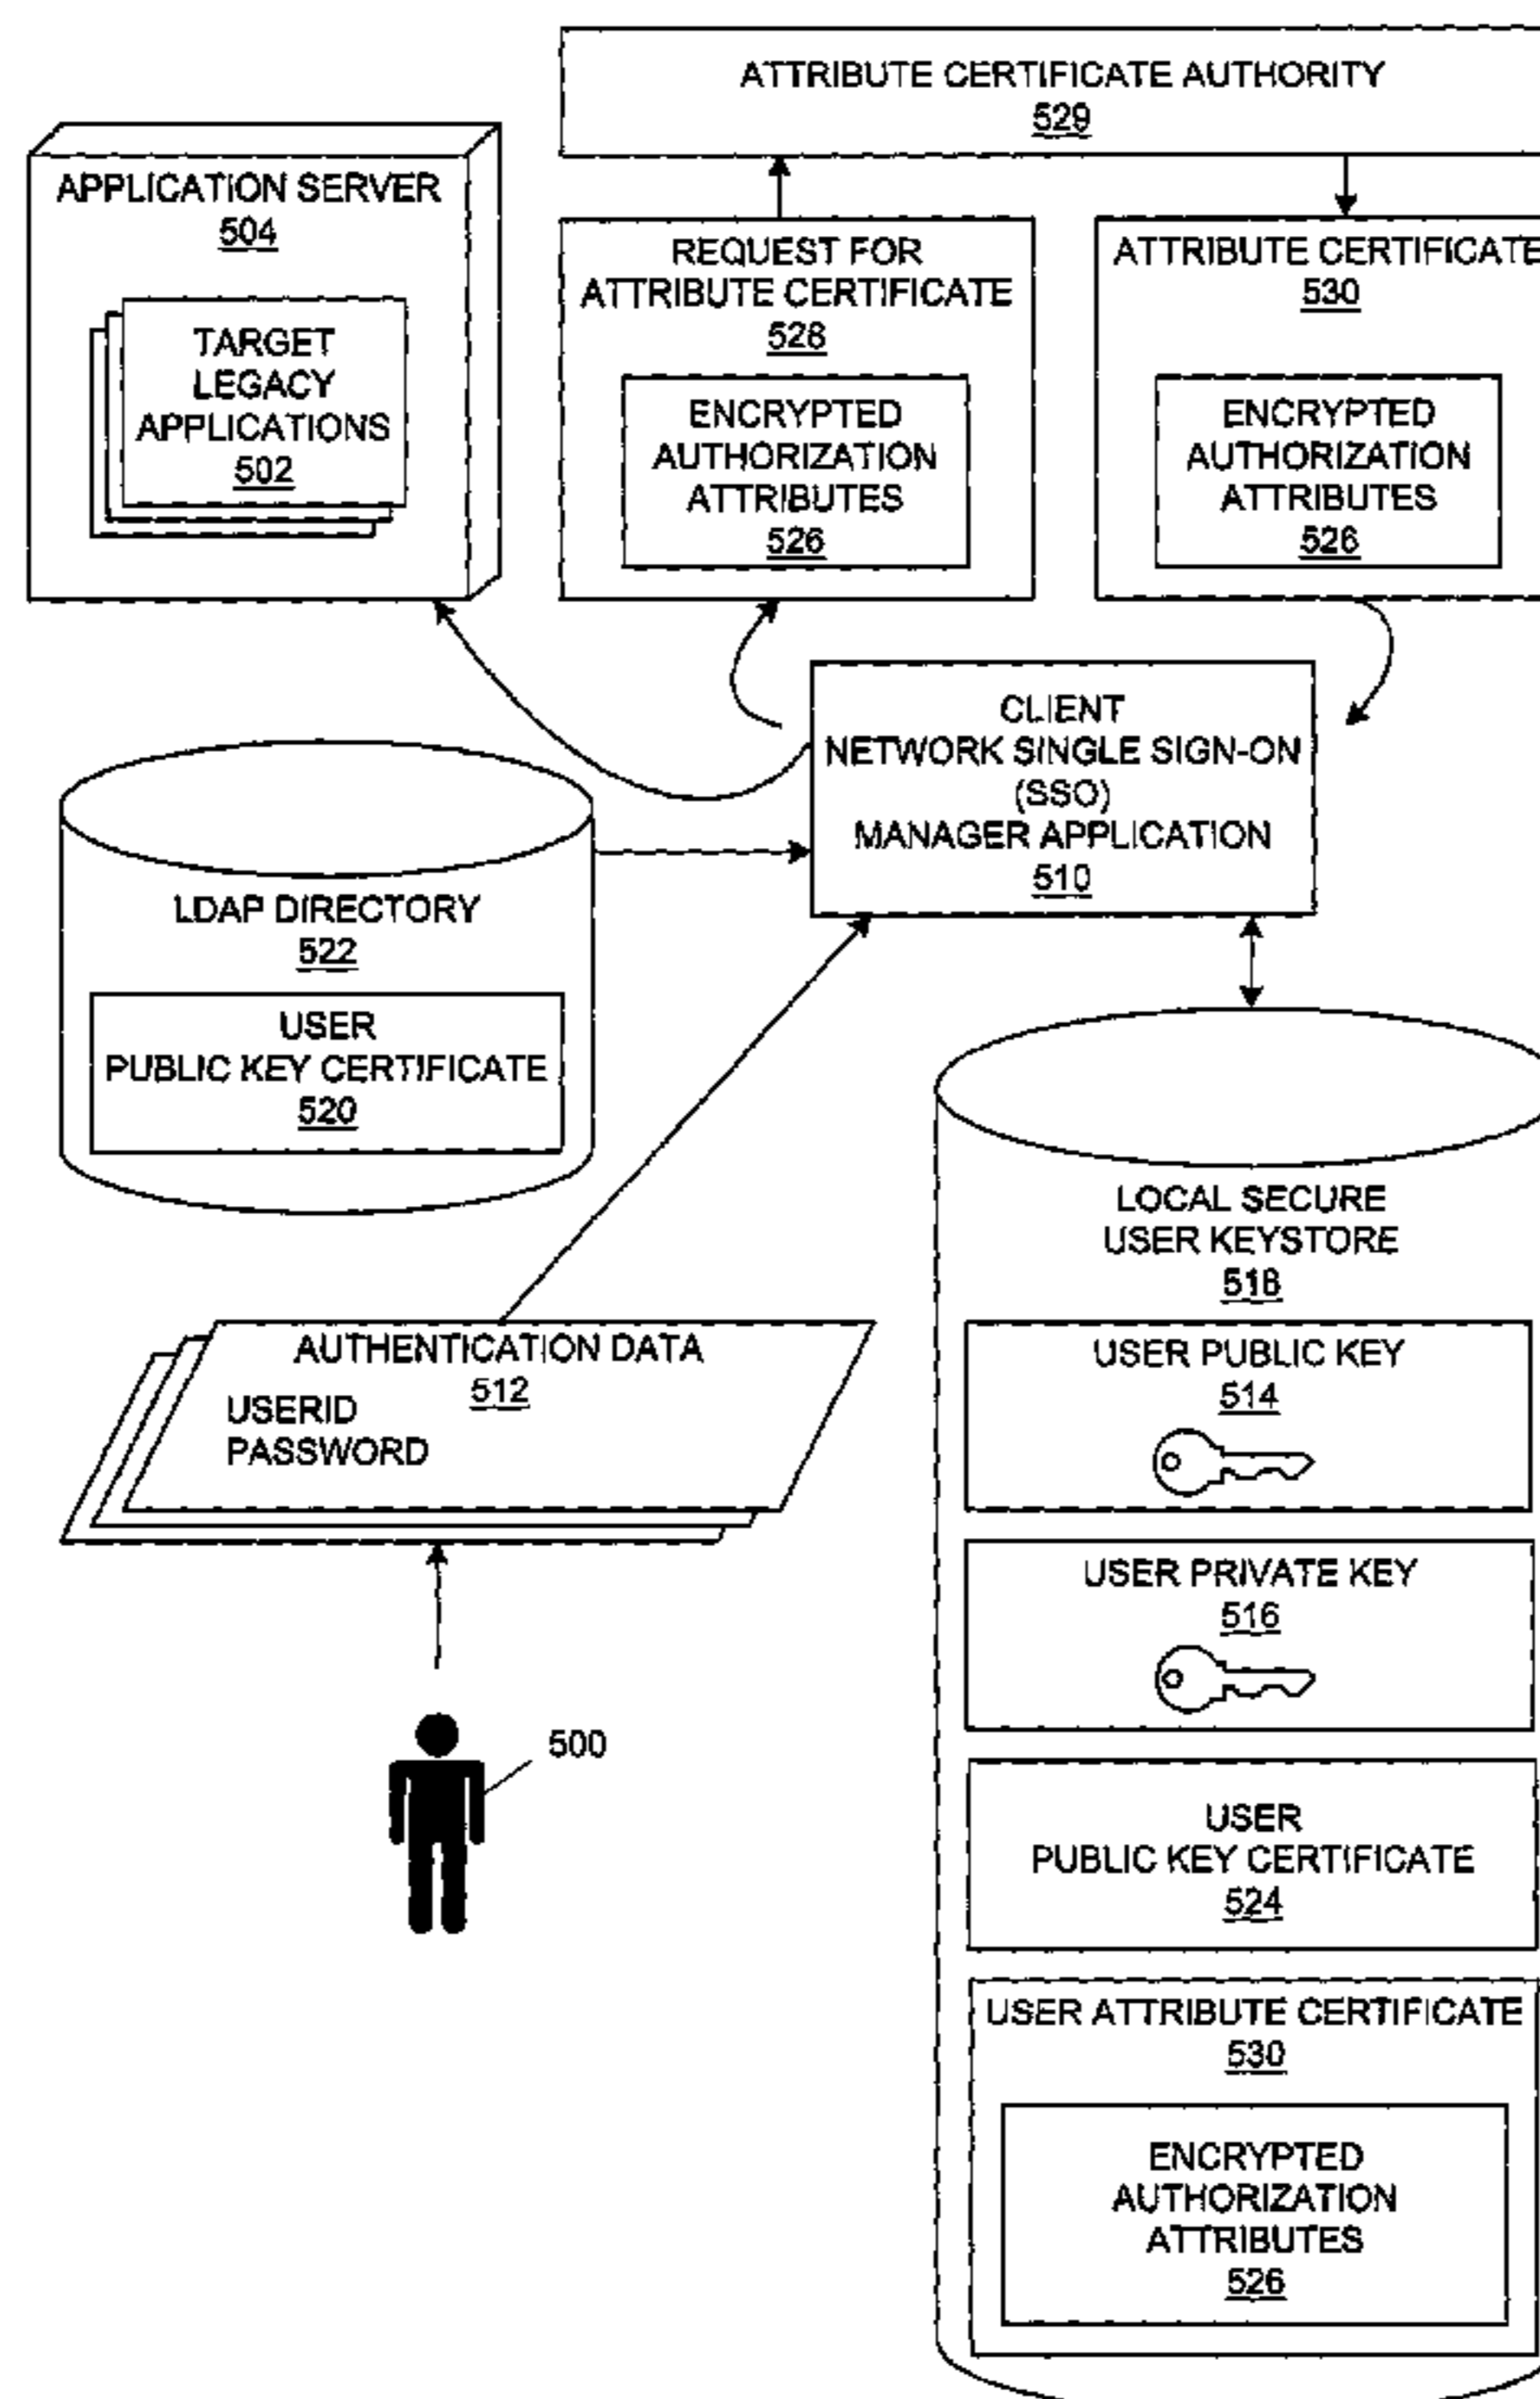 ATTRIBUTE CERTIFICATE AUTHORITY
529
APPLICATION SERVER
504
TARGET
LEGACY
APPLICATIONS
502
REQUEST FOR
ATTRIBUTE CERTIFICATE
528
ENCRYPTED
AUTHORIZATION
ATTRIBUTES
526
ATTRIBUTE CERTIFICATE
530
ENCRYPTED
AUTHORIZATION
ATTRIBUTES
526
CLIENT
NETWORK SINGLE SIGN-ON
(SSO)
MANAGER APPLICATION
510
LDAP DIRECTORY
522
USER
PUBLIC KEY CERTIFICATE
520
LOCAL SECURE
USER KEYSTORE
518
AUTHENTICATION DATA
512
USERID
PASSWORD
500
USER PUBLIC KEY
514
USER PRIVATE KEY
516
USER
PUBLIC KEY CERTIFICATE
524
USER ATTRIBUTE CERTIFICATE
530
ENCRYPTED
AUTHORIZATION
ATTRIBUTES
526